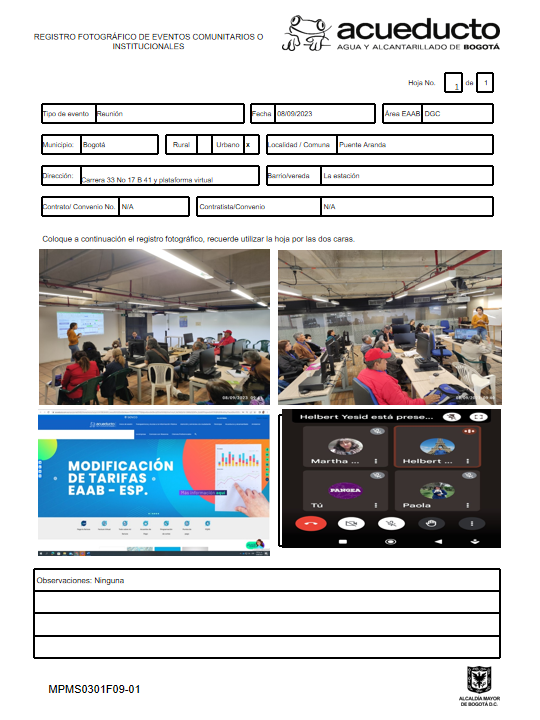 REGISTRO FOTOGRÁFICO DE EVENTOS COMUNITARIOS O
INSTITUCIONALES
acueducto
AGUA Y ALCANTARILLADO DE BOGOTÁ
Hoja No. 1 de 1
Tipo de evento Reunión Fecha 08/09/2023 Área EAAB DGC
Municipio: Bogotá Rural Urbano x Localidad / Comuna Puente Aranda
Dirección: Carrera 33 No 17 B 41 y plataforma virtual Barrio/vereda: La estación
Contrato/ Convenio No. N/A Contratista/Convenio N/A
Coloque a continuación el registro fotográfico, recuerde utilizar la hoja por las dos caras.
acueducto
MODIFICACIÓN
DE TARIFAS
EAAB - ESP.
Más información aquí
Helbert Yesid está prese...
Martha ...
Helbert ...
PANGEA
Tú
Paola
Observaciones: Ninguna
MPMS0301F09-01
ALCALDÍA MAYOR
DE BOGOTÁ D.C.